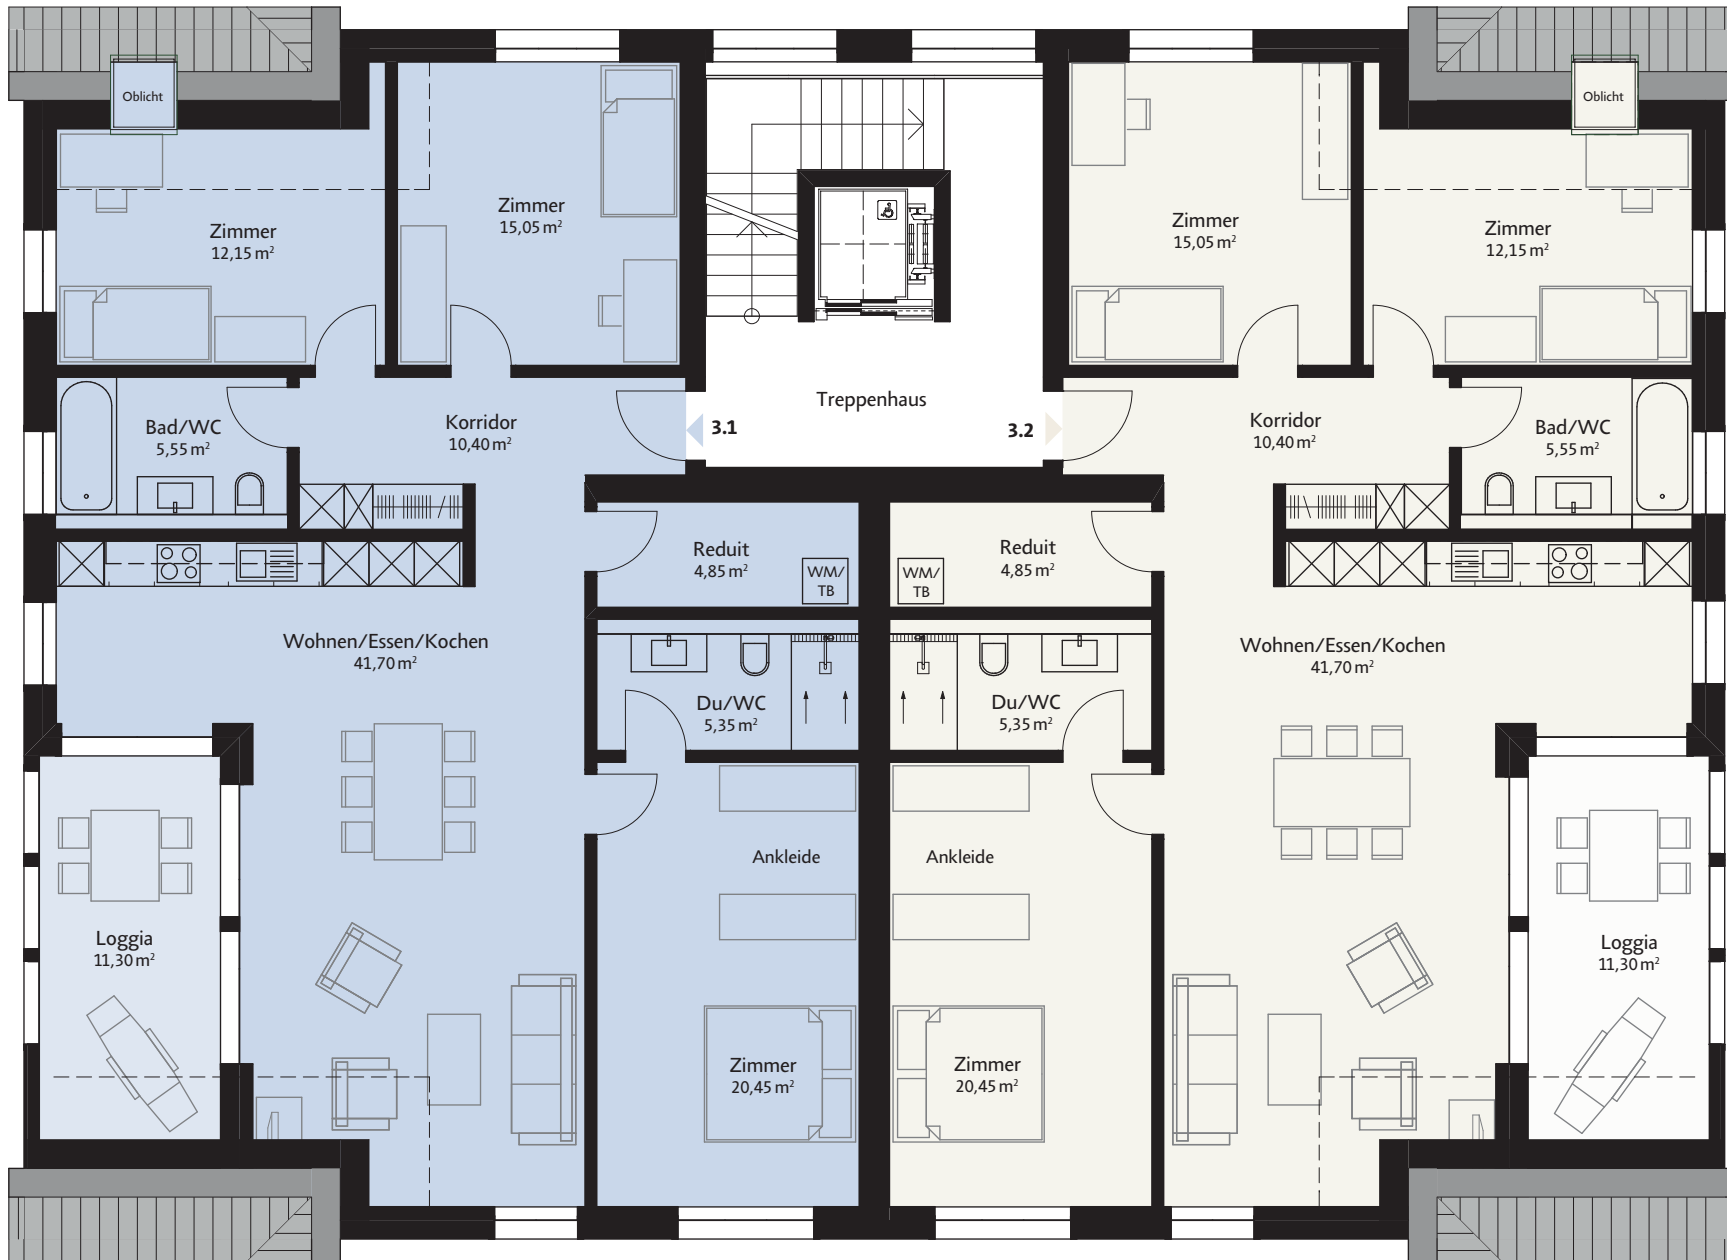 Oblicht
Oblicht
Zimmer
12,15 m²
Zimmer
15,05 m²
Zimmer
15,05 m²
Zimmer
12,15 m²
Bad/WC
5,55 m²
Korridor
10,40 m²
3.1
Treppenhaus
3.2
Korridor
10,40 m²
Bad/WC
5,55 m²
Reduit
4,85 m²
WM/
TB
WM/
TB
Reduit
4,85 m²
Wohnen/Essen/Kochen
41,70 m²
Wohnen/Essen/Kochen
41,70 m²
Du/WC
5,35 m²
Du/WC
5,35 m²
Ankleide
Ankleide
Loggia
11,30 m²
Loggia
11,30 m²
Zimmer
20,45 m²
Zimmer
20,45 m²